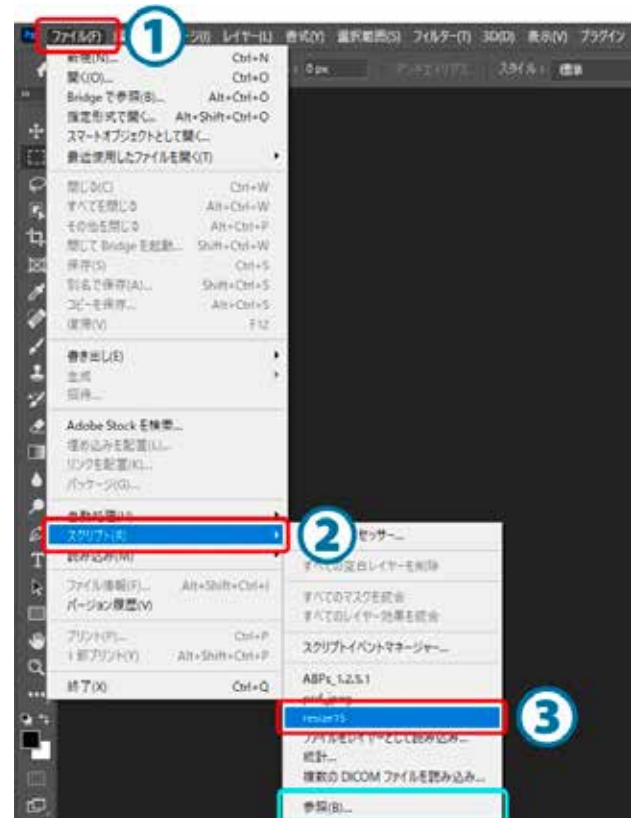 ファイル(F) レイヤー(L) 書式(Y) 選択範囲(S) フィルター(T) 3D(D) 表示(V) プラグイン
1
: 0 px アンチエイリアス スタイル: 標準
新規(N)... Ctrl+N
開く(O)... Ctrl+O
Bridge で参照(B)... Alt+Ctrl+O
指定形式で開く... Alt+Shift+Ctrl+O
スマートオブジェクトとして開く...
最近使用したファイルを開く(T)
閉じる(C) Ctrl+W
すべてを閉じる Alt+Ctrl+W
その他を閉じる Alt+Ctrl+P
閉じて Bridge を起動... Shift+Ctrl+W
保存(S) Ctrl+S
別名で保存(A)... Shift+Ctrl+S
コピーを保存... Alt+Ctrl+S
復帰(V) F12
書き出し(E)
生成
招待...
Adobe Stock を検索...
埋め込みを配置(L)...
リンクを配置(K)...
パッケージ(G)...
自動処理(U)
スクリプト(R)
2
読み込み(M)
ファイル情報(F)... Alt+Shift+Ctrl+I
バージョン履歴(V)
プリント(P)... Ctrl+P
1 部プリント(Y) Alt+Shift+Ctrl+P
終了(X) Ctrl+Q
セッサー...
すべての空白レイヤーを削除
すべてのマスクを統合
すべてのレイヤー効果を統合
スクリプトイベントマネージャー...
ABPs_1.2.5.1
resize15
3
ファイルをレイヤーとして読み込み...
統計...
複数の DICOM ファイルを読み込み...
参照(B)...